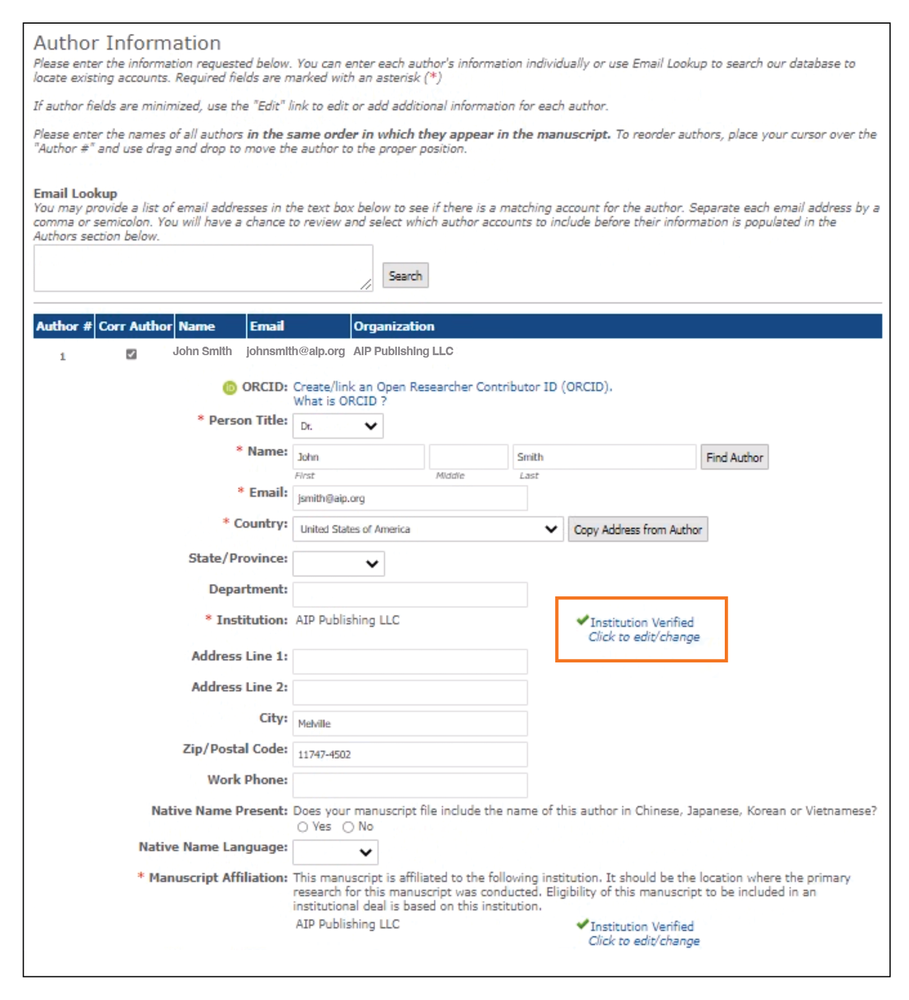 Author Information
Please enter the information requested below. You can enter each author's information individually or use Email Lookup to search our database to
locate existing accounts. Required fields are marked with an asterisk (*)
If author fields are minimized, use the "Edit" link to edit or add additional information for each author.
Please enter the names of all authors in the same order in which they appear in the manuscript. To reorder authors, place your cursor over the
"Author #" and use drag and drop to move the author to the proper position.
Email Lookup
You may provide a list of email addresses in the text box below to see if there is a matching account for the author. Separate each email address by a
comma or semicolon. You will have a chance to review and select which author accounts to include before their information is populated in the
Authors section below.
Search
Author # Corr Author Name Email Organization
1 John Smith johnsmith@aip.org AIP Publishing LLC
iD ORCID: Create/link an Open Researcher Contributor ID (ORCID).
What is ORCID ?
* Person Title: Dr.
* Name: John Smith Find Author
First Middle Last
* Email: jsmith@aip.org
* Country: United States of America Copy Address from Author
State/Province:
Department:
* Institution: AIP Publishing LLC Institution Verified
Click to edit/change
Address Line 1:
Address Line 2:
City: Melville
Zip/Postal Code: 11747-4502
Work Phone:
Native Name Present: Does your manuscript file include the name of this author in Chinese, Japanese, Korean or Vietnamese?
Yes No
Native Name Language:
* Manuscript Affiliation: This manuscript is affiliated to the following institution. It should be the location where the primary
research for this manuscript was conducted. Eligibility of this manuscript to be included in an
institutional deal is based on this institution.
AIP Publishing LLC Institution Verified
Click to edit/change